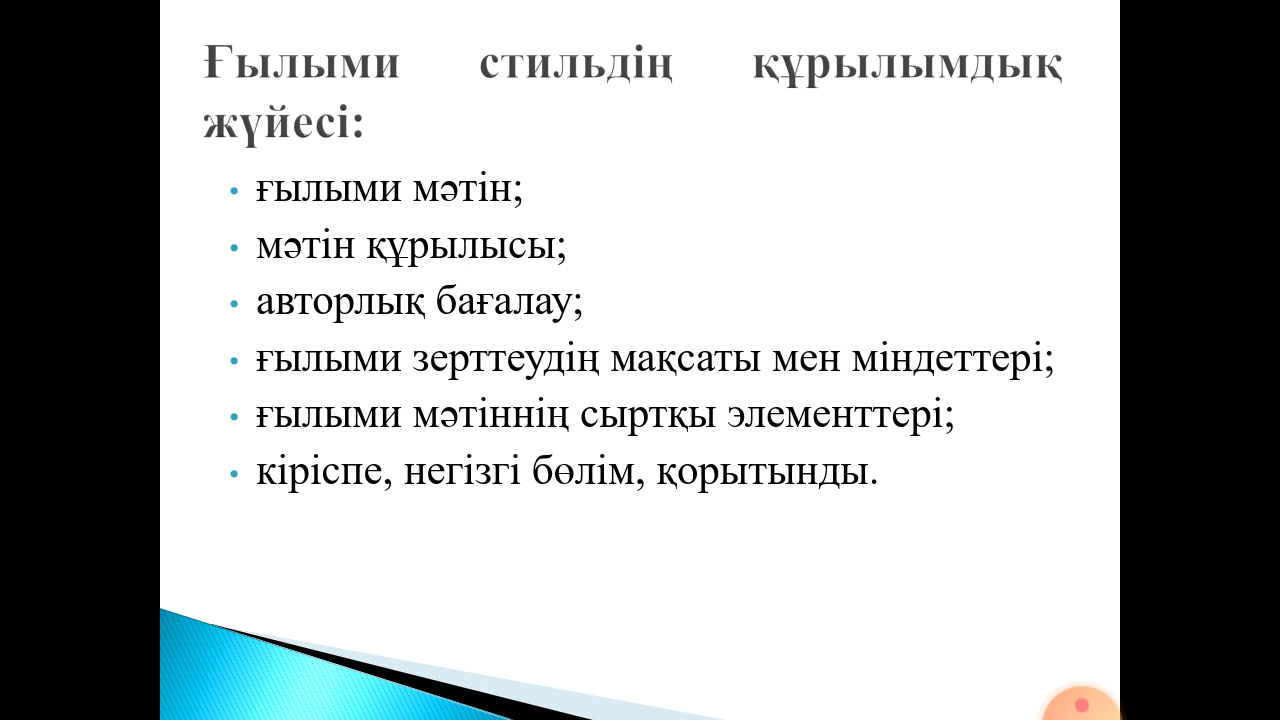 Ғылыми стильдің құрылымдық
жүйесі:
• ғылыми мәтін;
• мәтін құрылысы;
• авторлық бағалау;
• ғылыми зерттеудің мақсаты мен міндеттері;
• ғылыми мәтіннің сыртқы элементтері;
• кіріспе, негізгі бөлім, қорытынды.